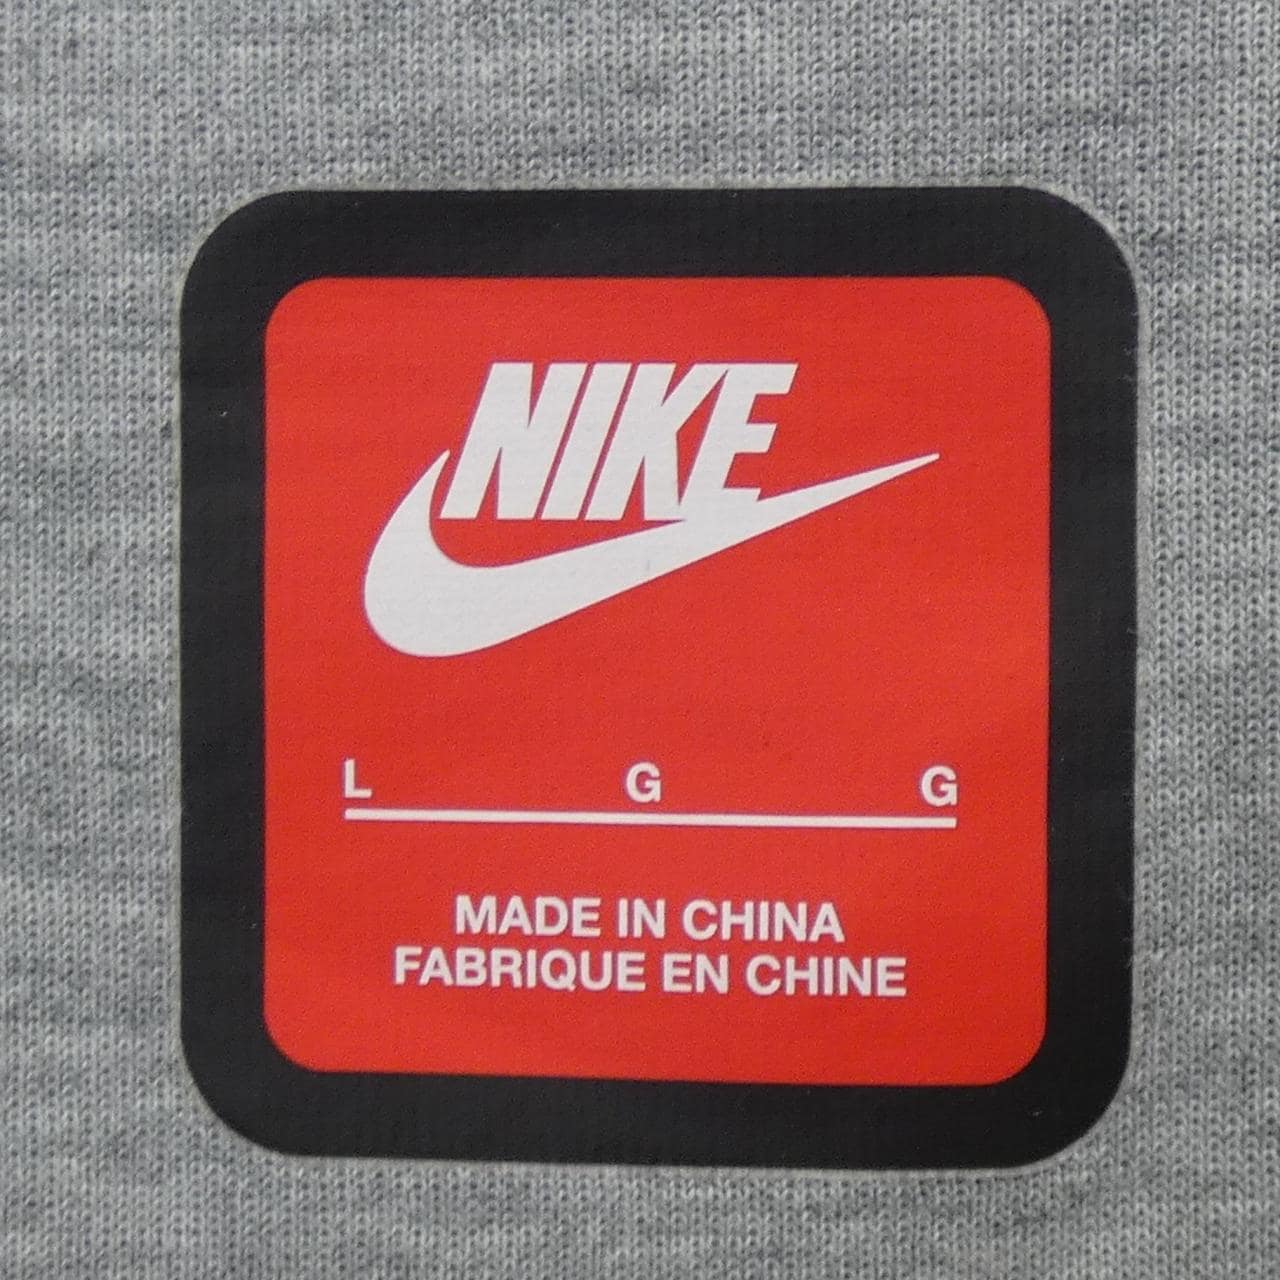 NIKE
L G G
MADE IN CHINA
FABRIQUE EN CHINE